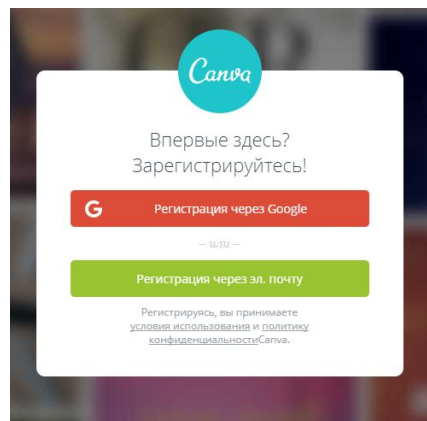 Canva
Впервые здесь?
Зарегистрируйтесь!
G Регистрация через Google
– или –
Регистрация через эл. почту
Регистрируясь, вы принимаете
условия использования и политику
конфиденциальностиCanva.